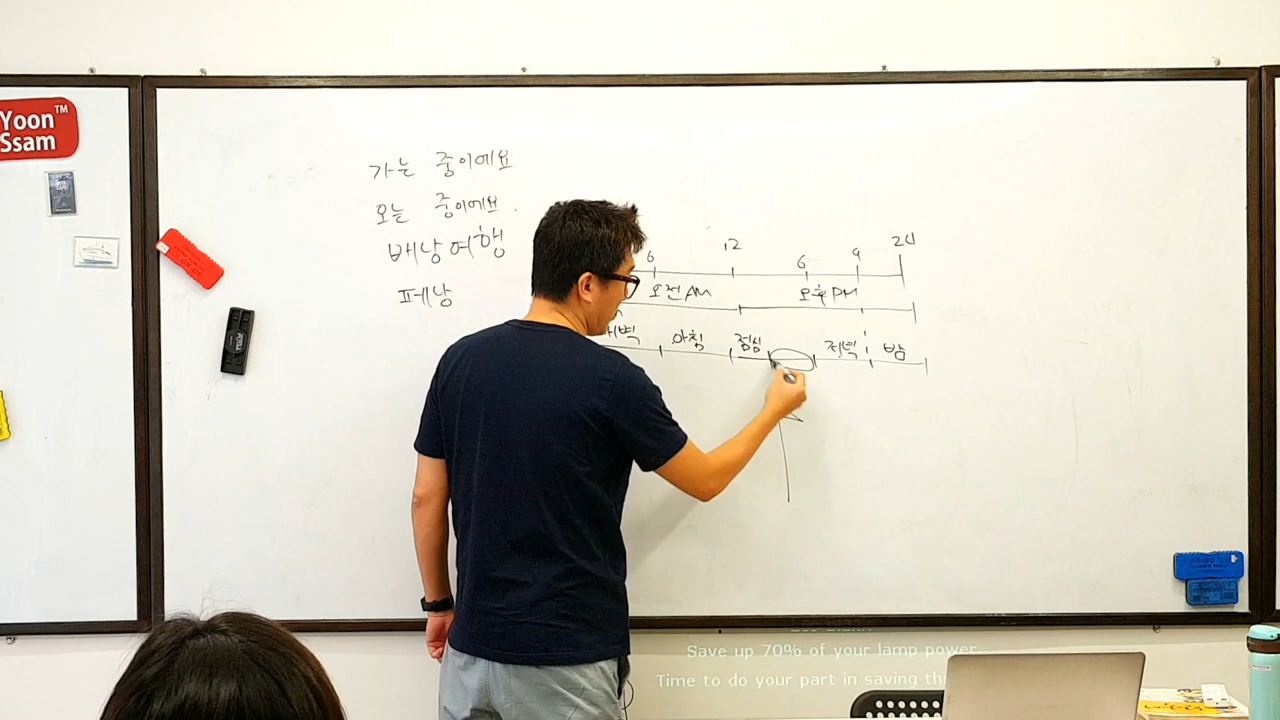 Yoon™
Ssam
가는 중이에요
오는 중이에요.
배낭여행
페낭
6 12 6 9 24
오전 AM 오후 PM
아침 점심 저녁 밤
Save up 70% of your lamp power.
Time to do your part in saving the